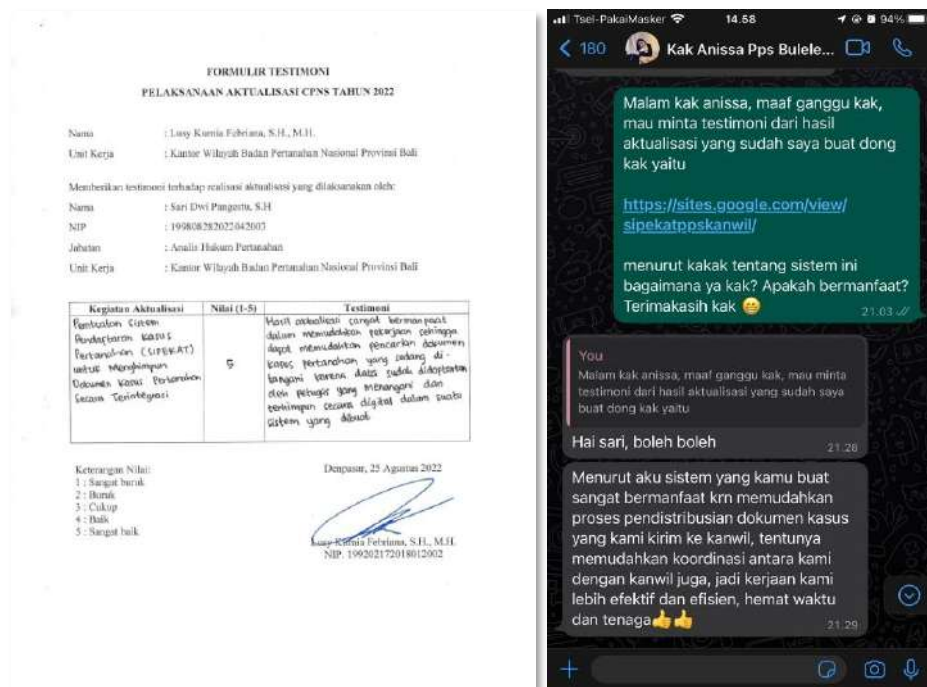 FORMULIR TESTIMONI
PELAKSANAAN AKTUALISASI CPNS TAHUN 2022
Nama : Lusy Kurnia Febriana, S.H., M.H.
Unit Kerja : Kantor Wilayah Badan Pertanahan Nasional Provinsi Bali
Memberikan testimoni terhadap realisasi aktualisasi yang dilaksanakan oleh:
Nama : Sari Dwi Pangestu, S.H
NIP : 199808282022042003
Jabatan : Analis Hukum Pertanahan
Unit Kerja : Kantor Wilayah Badan Pertanahan Nasional Provinsi Bali
Kegiatan Aktualisasi Nilai (1-5) Testimoni
Pembuatan Sistem
Pendaftaran Kasus
Pertanahan (SIPEKAT)
untuk Menghimpun
Dokumen Kasus Pertanahan
Secara Terintegrasi
5
Hasil aktualisasi sangat bermanfaat
dalam memudahkan pekerjaan sehingga
dapat memudahkan pencarian dokumen
kasus pertanahan yang sedang di-
tangani karena data sudah didaftarkan
oleh petugas yang menangani dan
terhimpun secara digital dalam suatu
sistem yang dibuat
Keterangan Nilai:
1 : Sangat buruk
2 : Buruk
3 : Cukup
4 : Baik
5 : Sangat baik
Denpasar, 25 Agustus 2022
Lusy Kurnia Febriana, S.H., M.H.
NIP. 199202172018012002
Tsel-PakaiMasker 14.58 94%
180 Kak Anissa Pps Bulele...
Malam kak anissa, maaf ganggu kak,
mau minta testimoni dari hasil
aktualisasi yang sudah saya buat dong
kak yaitu
https://sites.google.com/view/
sipekatppskanwil/
menurut kakak tentang sistem ini
bagaimana ya kak? Apakah bermanfaat?
Terimakasih kak 😁
21.03
You
Malam kak anissa, maaf ganggu kak, mau minta
testimoni dari hasil aktualisasi yang sudah saya
buat dong kak yaitu
Hai sari, boleh boleh
21.28
Menurut aku sistem yang kamu buat
sangat bermanfaat krn memudahkan
proses pendistribusian dokumen kasus
yang kami kirim ke kanwil, tentunya
memudahkan koordinasi antara kami
dengan kanwil juga, jadi kerjaan kami
lebih efektif dan efisien, hemat waktu
dan tenaga👍👍
21.29